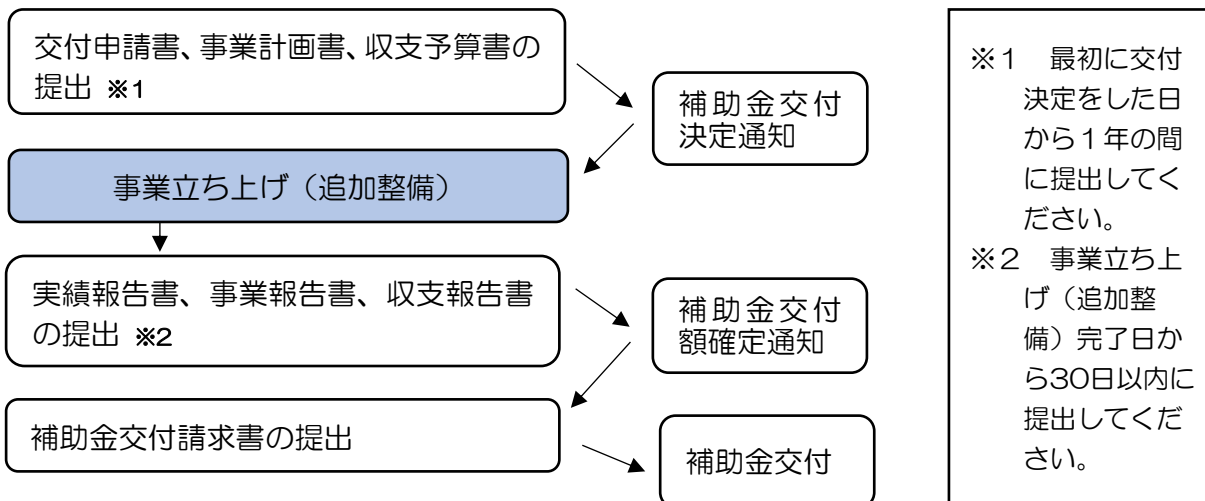 交付申請書、事業計画書、収支予算書の
提出 ※1
補助金交付
決定通知
事業立ち上げ（追加整備）
実績報告書、事業報告書、収支報告書
の提出 ※2
補助金交付
額確定通知
補助金交付請求書の提出
補助金交付
※１　最初に交付
決定をした日
から１年の間
に提出してく
ださい。
※２　事業立ち上
げ（追加整
備）完了日か
ら30日以内に
提出してくだ
さい。